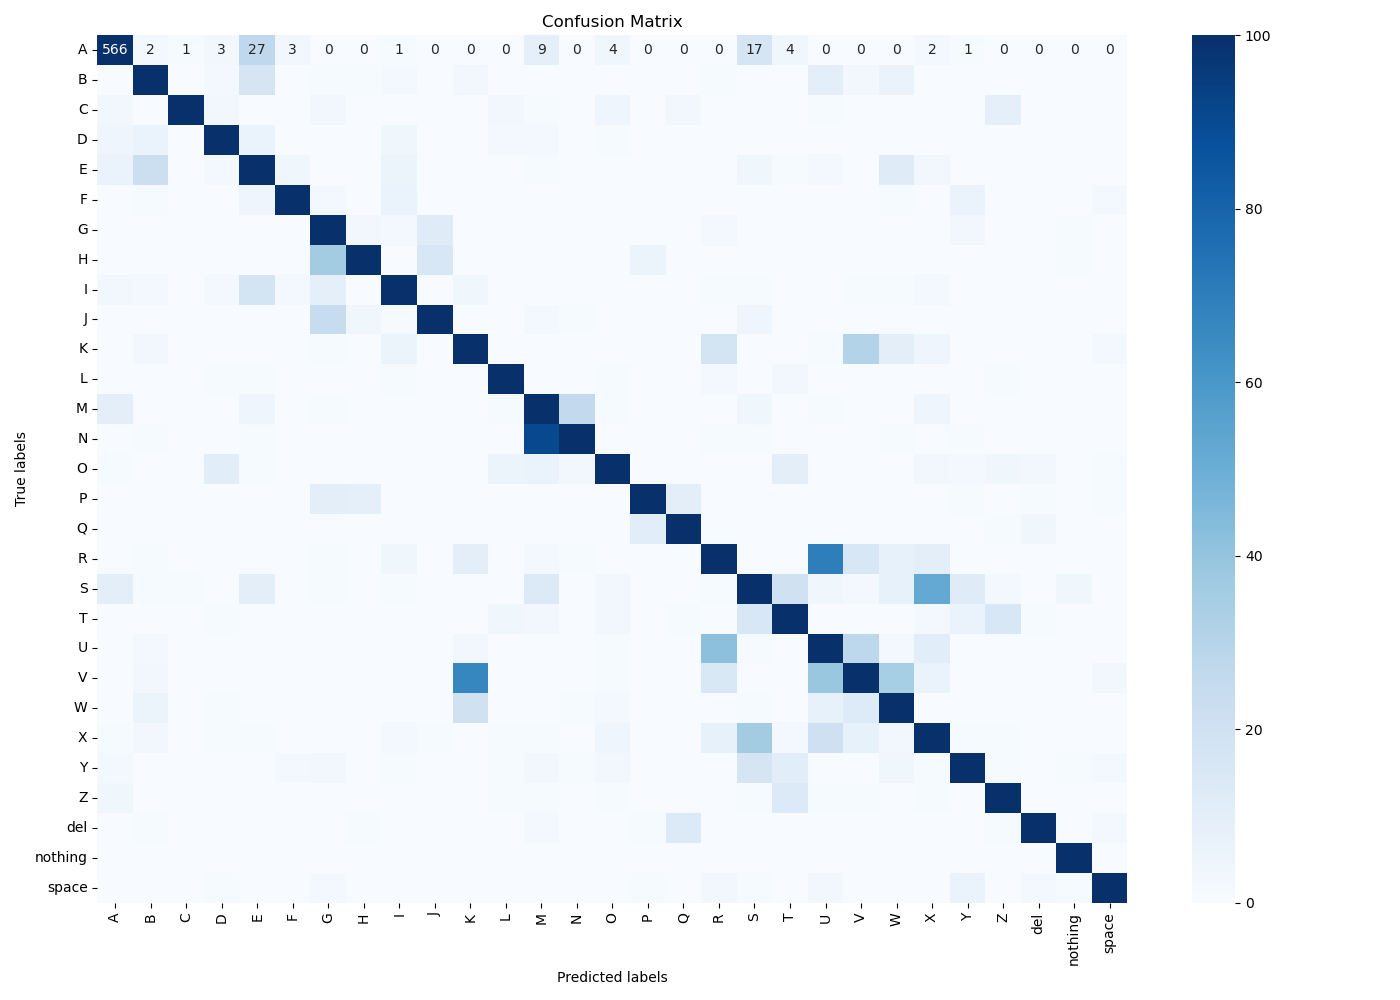 Confusion Matrix
A 566 2 1 3 27 3 0 0 1 0 0 0 9 0 4 0 0 0 17 4 0 0 0 2 1 0 0 0 0
B
C
D
E
F
G
H
I
J
K
L
M
N
O
P
Q
R
S
T
U
V
W
X
Y
Z
del
nothing
space
True labels
A B C D E F G H I J K L M N O P Q R S T U V W X Y Z del nothing space
Predicted labels
100
80
60
40
20
0